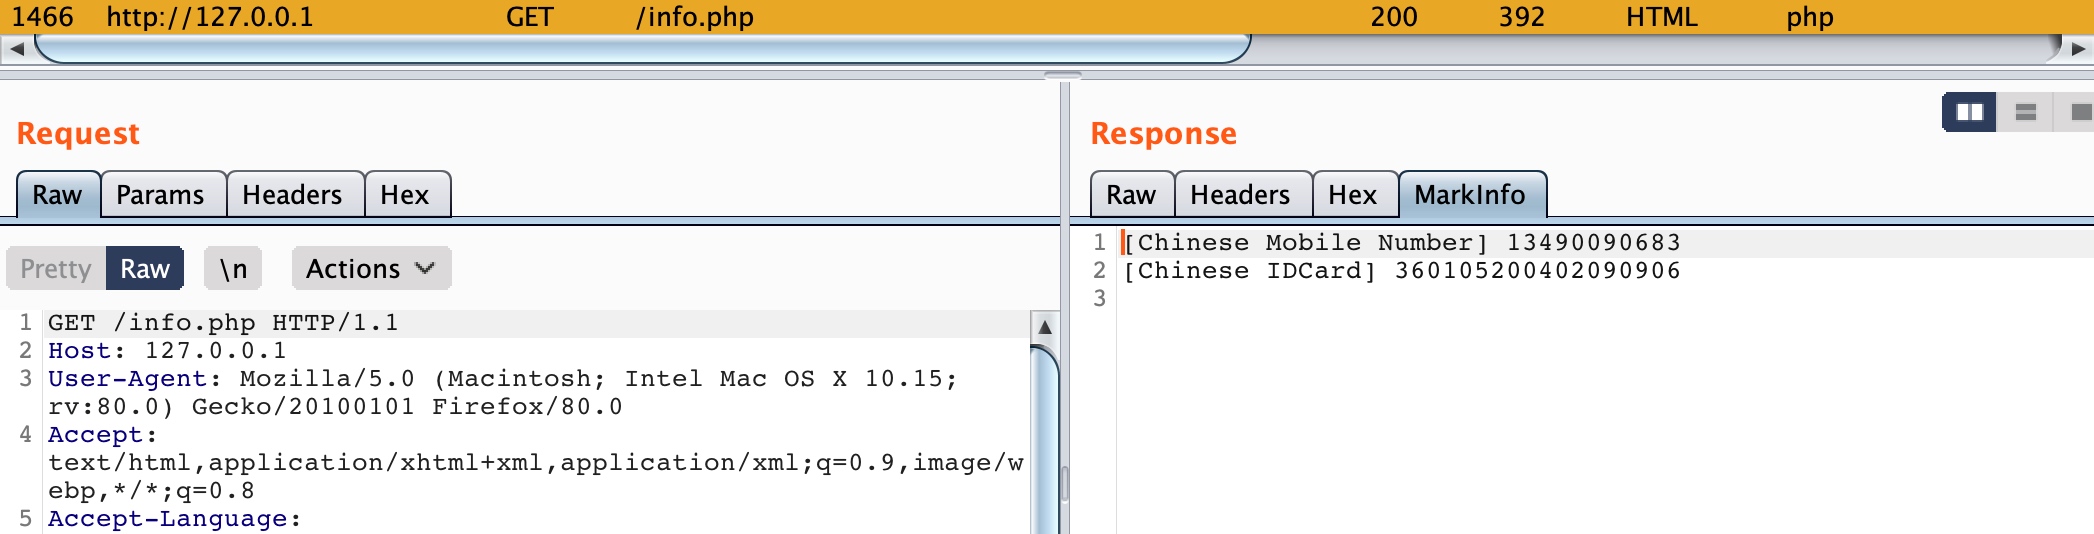 1466 http://127.0.0.1 GET /info.php 200 392 HTML php
Request
Raw Params Headers Hex
Pretty Raw \n Actions
1 GET /info.php HTTP/1.1
2 Host: 127.0.0.1
3 User-Agent: Mozilla/5.0 (Macintosh; Intel Mac OS X 10.15;
rv:80.0) Gecko/20100101 Firefox/80.0
4 Accept:
text/html,application/xhtml+xml,application/xml;q=0.9,image/w
ebp,*/*;q=0.8
5 Accept-Language:
Response
Raw Headers Hex MarkInfo
1 [Chinese Mobile Number] 13490090683
2 [Chinese IDCard] 360105200402090906
3